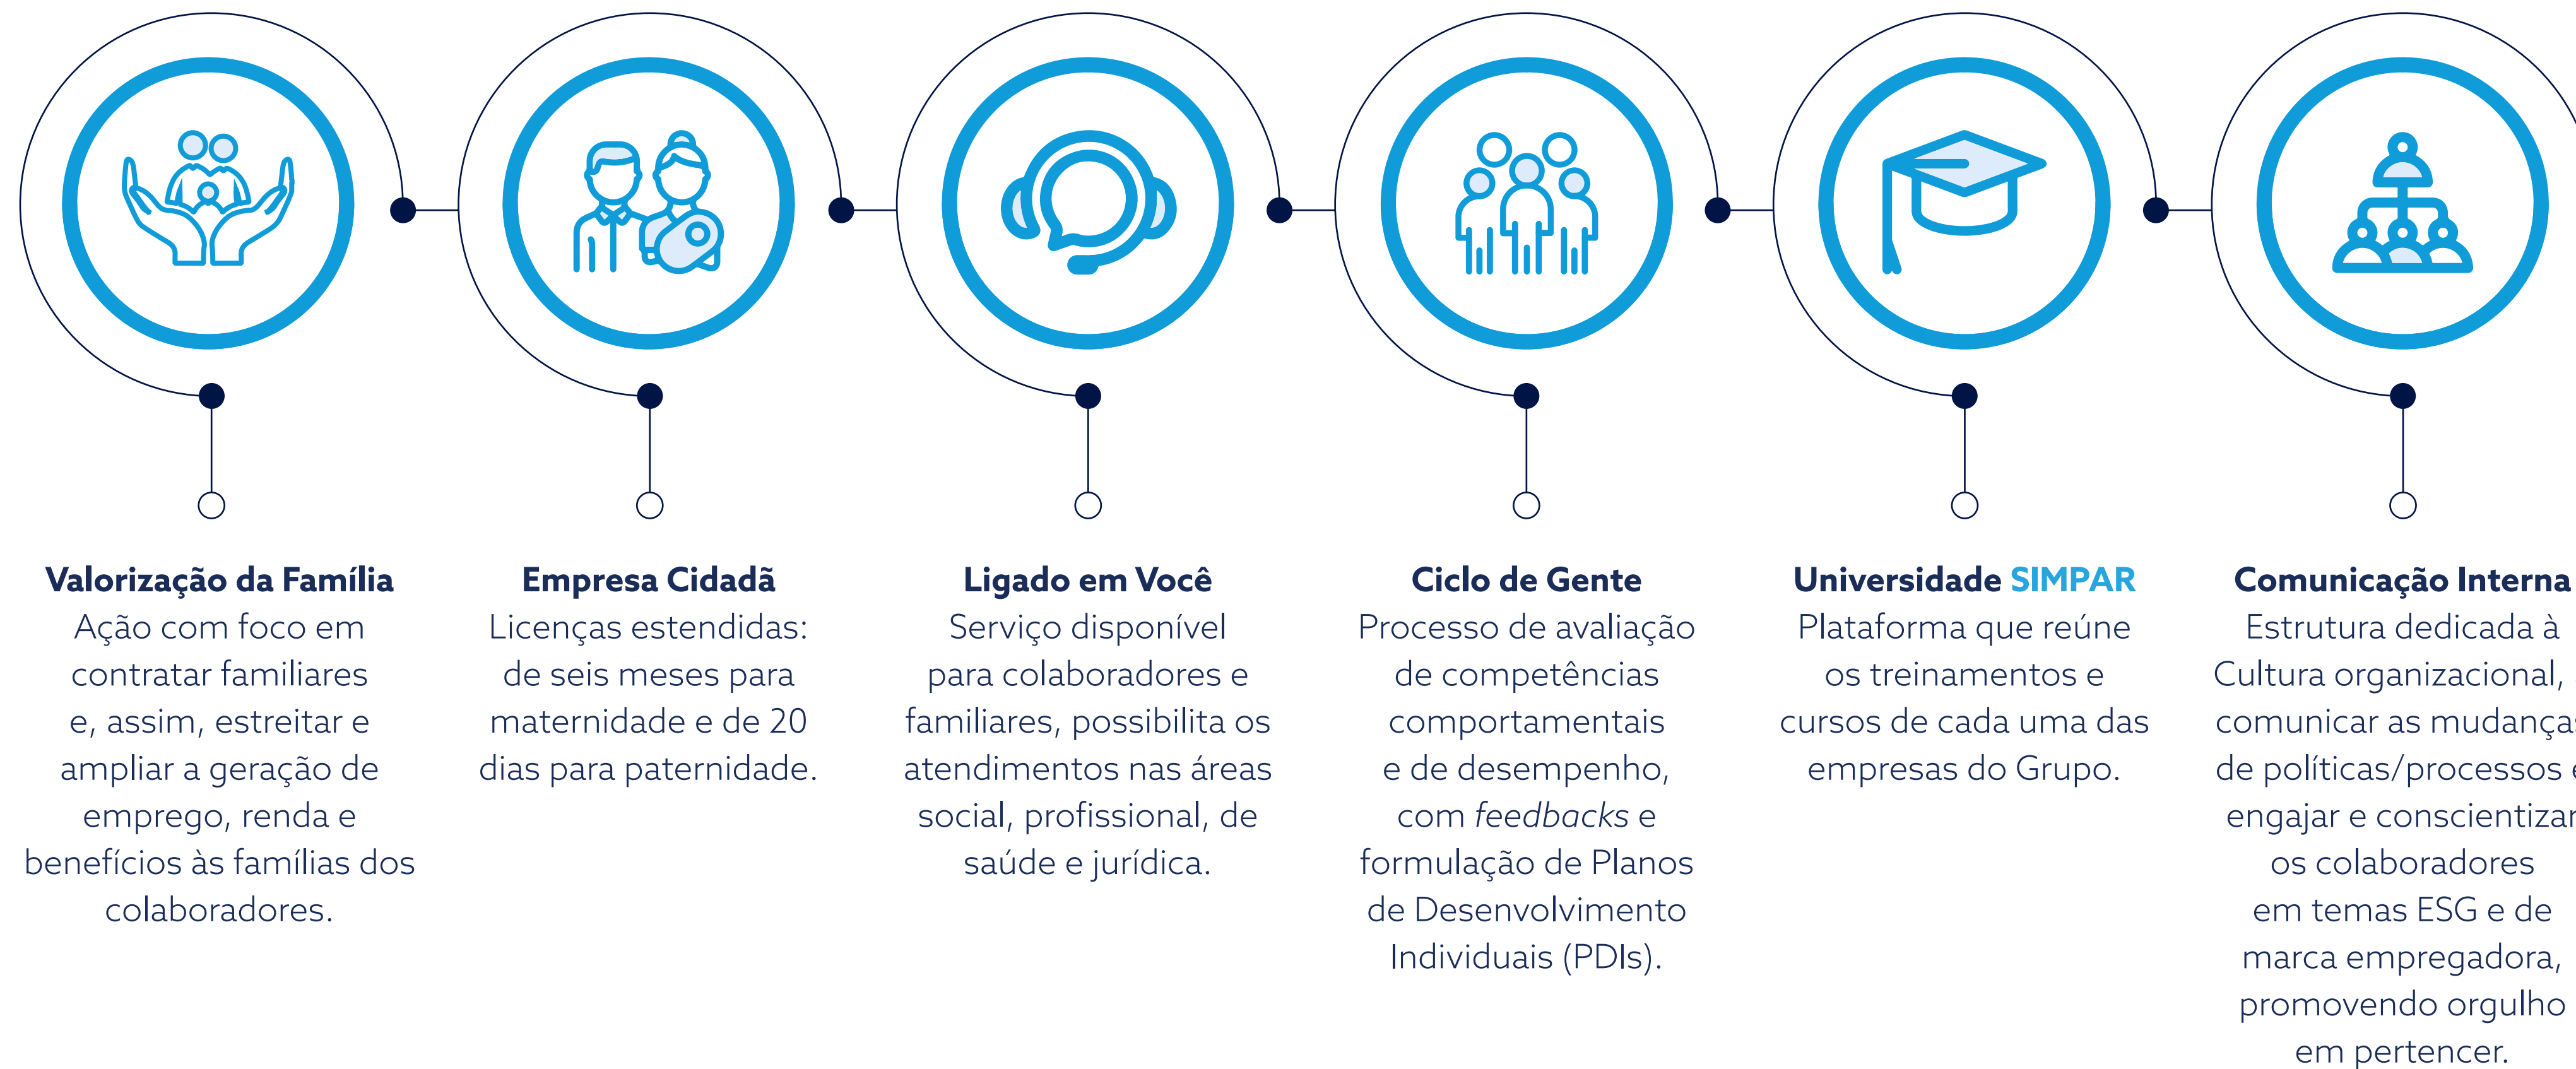 Valorização da Família
Ação com foco em
contratar familiares
e, assim, estreitar e
ampliar a geração de
emprego, renda e
benefícios às famílias dos
colaboradores.
Empresa Cidadã
Licenças estendidas:
de seis meses para
maternidade e de 20
dias para paternidade.
Ligado em Você
Serviço disponível
para colaboradores e
familiares, possibilita os
atendimentos nas áreas
social, profissional, de
saúde e jurídica.
Ciclo de Gente
Processo de avaliação
de competências
comportamentais
e de desempenho,
com feedbacks e
formulação de Planos
de Desenvolvimento
Individuais (PDIs).
Universidade SIMPAR
Plataforma que reúne
os treinamentos e
cursos de cada uma das
empresas do Grupo.
Comunicação Interna
Estrutura dedicada à
Cultura organizacional,
comunicar as mudanças
de políticas/processos e
engajar e conscientizar
os colaboradores
em temas ESG e de
marca empregadora,
promovendo orgulho
em pertencer.